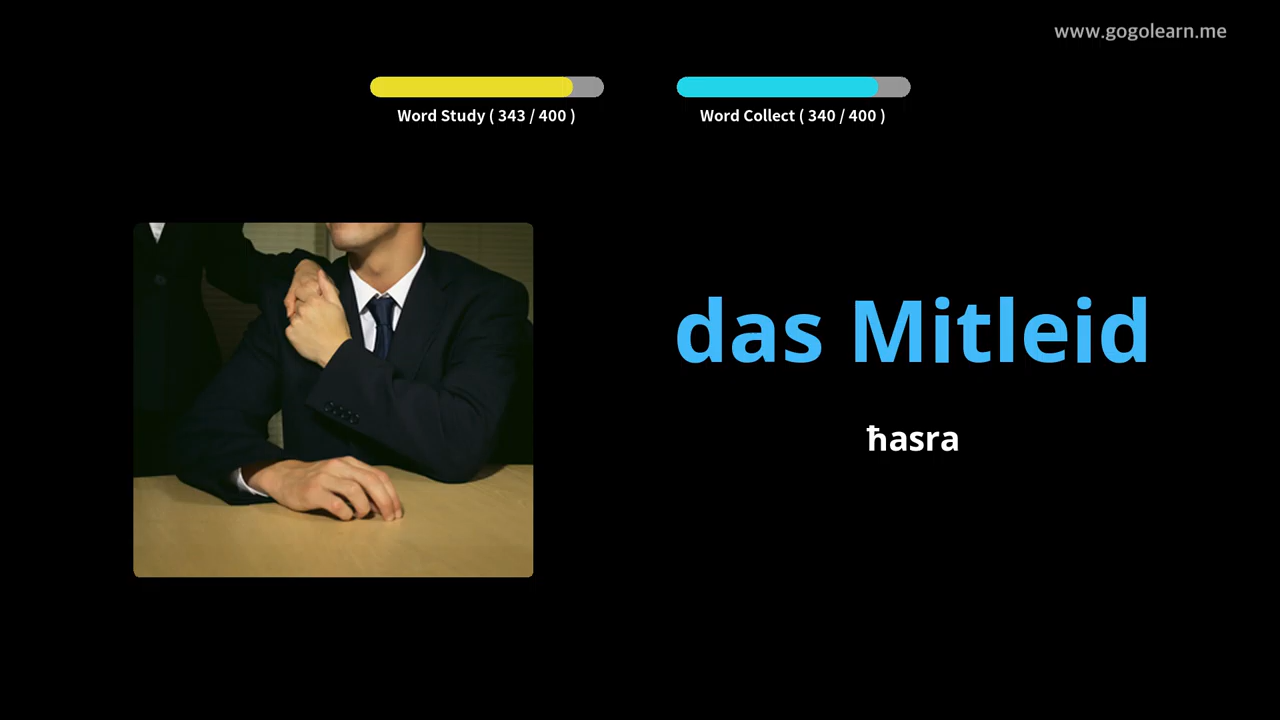 www.gogolearn.me
Word Study ( 343 / 400 )
Word Collect ( 340 / 400 )
das Mitleid
ħasra